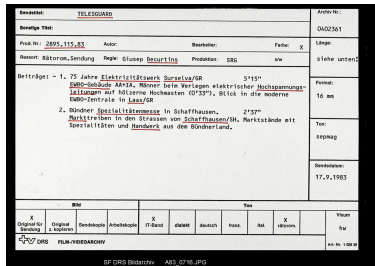 Sendetitel: TELESGUARD
Archiv Nr.:
Sonstige Titel:
0402361
Prod. Nr.: 2895.115.83 Autor: Bearbeiter: Farbe: X
Länge:
Ressort: Rätorom.Sendung Regie: Giusep Decurtins Produktion: SRG s/w
siehe unten
Beiträge: - 1. 75 Jahre Elektrizitätswerk Surselva/GR 5'15"
EWBO-Gebäude AA+IA. Männer beim Verlegen elektrischer Hochspannungs-
leitungen auf hölzerne Hochmasten (0'33"). Blick in die moderne
EWBO-Zentrale in Laax/GR
Format:
16 mm
2. Bündner Spezialitätenmesse in Schaffhausen. 2'37"
Markttreiben in den Strassen von Schaffhausen/SH. Marktstände mit
Spezialitäten und Handwerk aus dem Bündnerland.
Ton:
sepmag
Sendedatum:
17.9.1983
Bild Ton
X Original für Sendung
Original z. kopieren
Sendekopie
Arbeitskopie
X IT-Band
dialekt
deutsch
franz.
ital.
X rätorom.
Visum
hw
DRS FILM-/VIDEOARCHIV
SF DRS Bildarchiv A83_0716.JPG